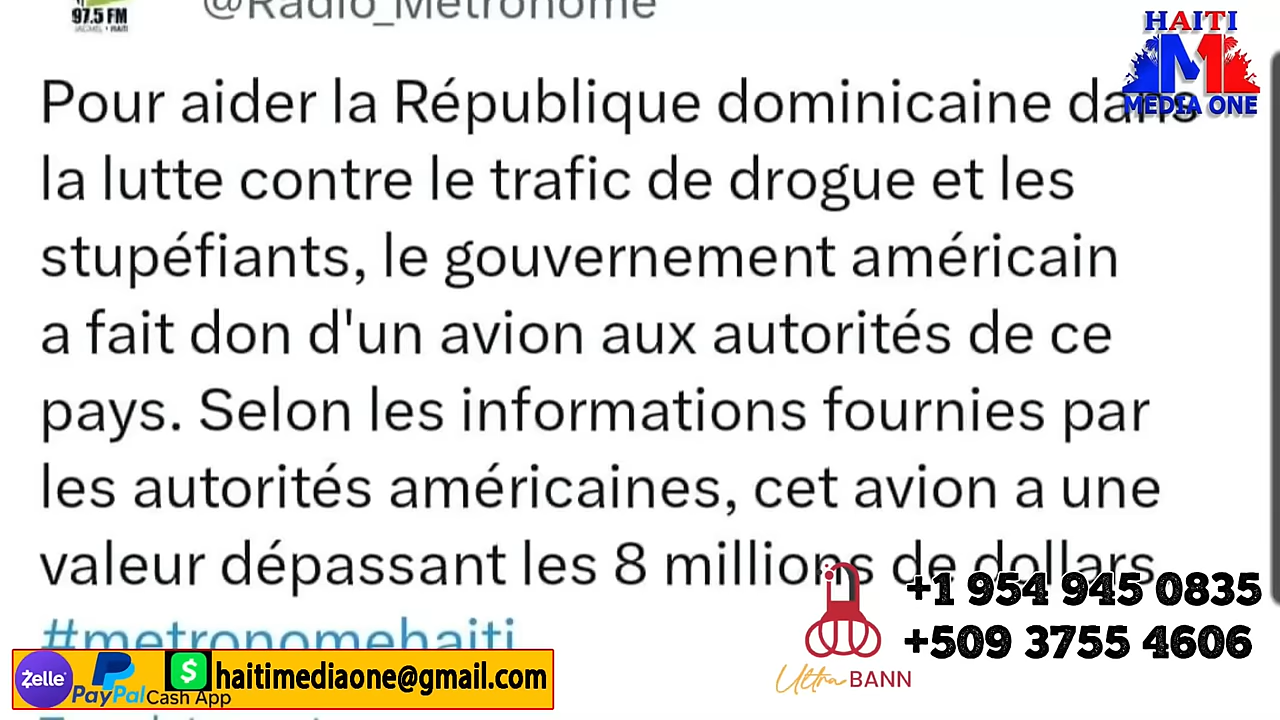 97.5 FM
JACMEL • HAITI
@Radio_Metronome
HAITI
M
MEDIA ONE
Pour aider la République dominicaine dans
la lutte contre le trafic de drogue et les
stupéfiants, le gouvernement américain
a fait don d'un avion aux autorités de ce
pays. Selon les informations fournies par
les autorités américaines, cet avion a une
valeur dépassant les 8 millions de dollars.
#metronomehaiti
+1 954 945 0835
+509 3755 4606
Ultra BANN
Zelle
PayPal
$
Cash App
haitimediaone@gmail.com